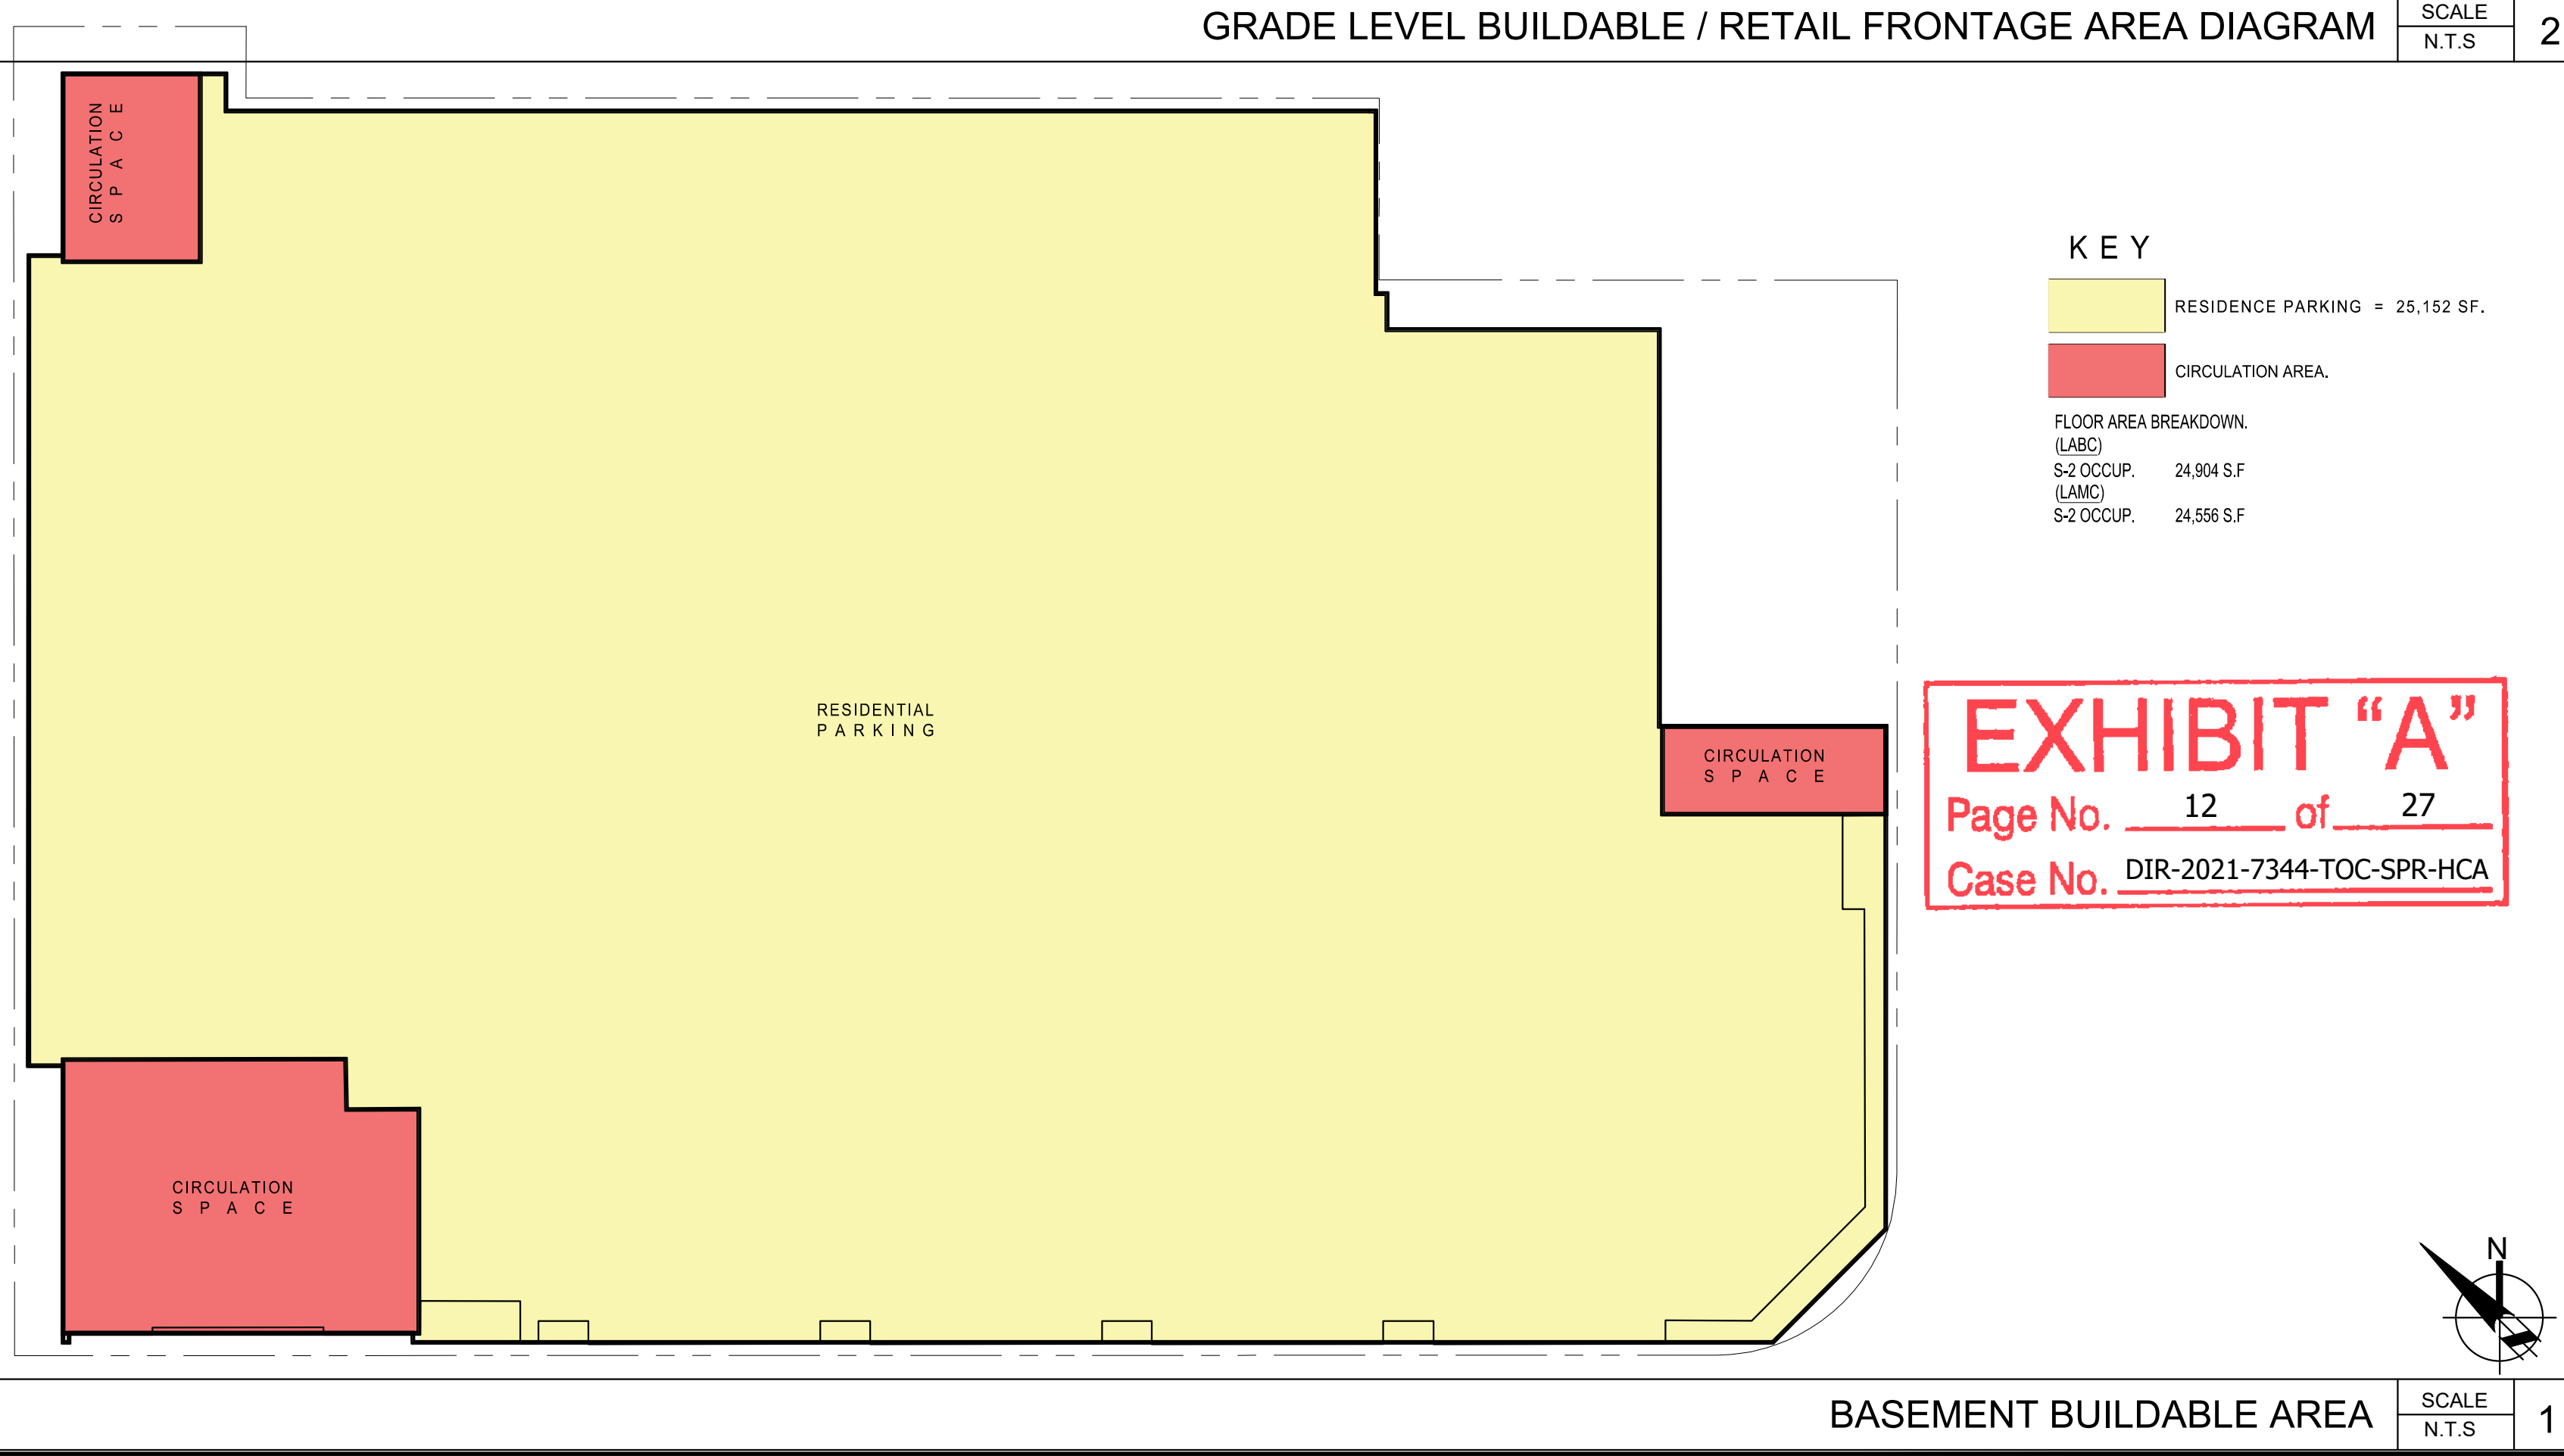 GRADE LEVEL BUILDABLE / RETAIL FRONTAGE AREA DIAGRAM
SCALE
N.T.S
2
CIRCULATION
SPACE
KEY
RESIDENCE PARKING = 25,152 SF.
CIRCULATION AREA.
FLOOR AREA BREAKDOWN.
(LABC)
S-2 OCCUP. 24,904 S.F
(LAMC)
S-2 OCCUP. 24,556 S.F
RESIDENTIAL
PARKING
CIRCULATION
SPACE
EXHIBIT “A”
Page No. 12 of 27
Case No. DIR-2021-7344-TOC-SPR-HCA
CIRCULATION
SPACE
N
BASEMENT BUILDABLE AREA
SCALE
N.T.S
1